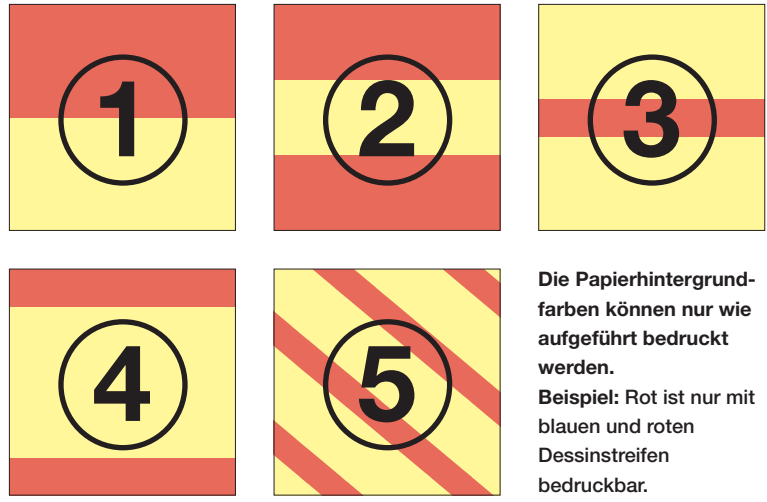 1
2
3
4
5
Die Papierhintergrund-
farben können nur wie
aufgeführt bedruckt
werden.
Beispiel: Rot ist nur mit
blauen und roten
Dessinstreifen
bedruckbar.